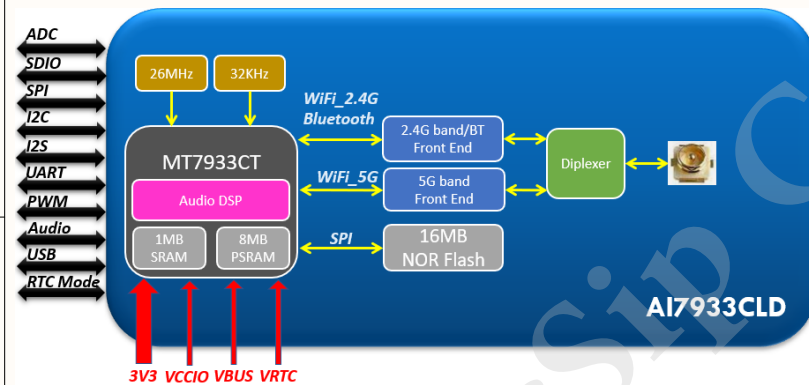 ADC
SDIO
SPI
I2C
I2S
UART
PWM
Audio
USB
RTC Mode
26MHz
32KHz
WiFi_2.4G
Bluetooth
2.4G band/BT
Front End
Diplexer
MT7933CT
WiFi_5G
5G band
Front End
Audio DSP
1MB
SRAM
8MB
PSRAM
SPI
16MB
NOR Flash
AI7933CLD
3V3
VCCIO
VBUS
VRTC